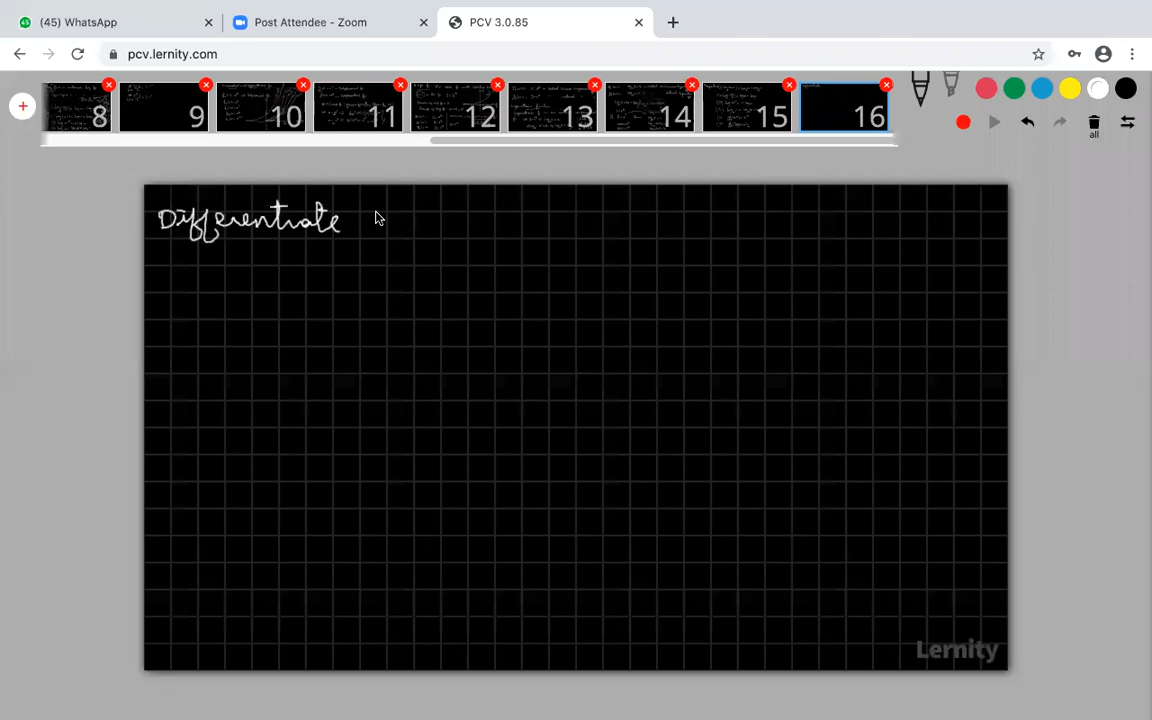 (45) WhatsApp
Post Attendee - Zoom
PCV 3.0.85
pcv.lernity.com
8
9
10
11
12
13
14
15
16
all
Differentiate
Lernity